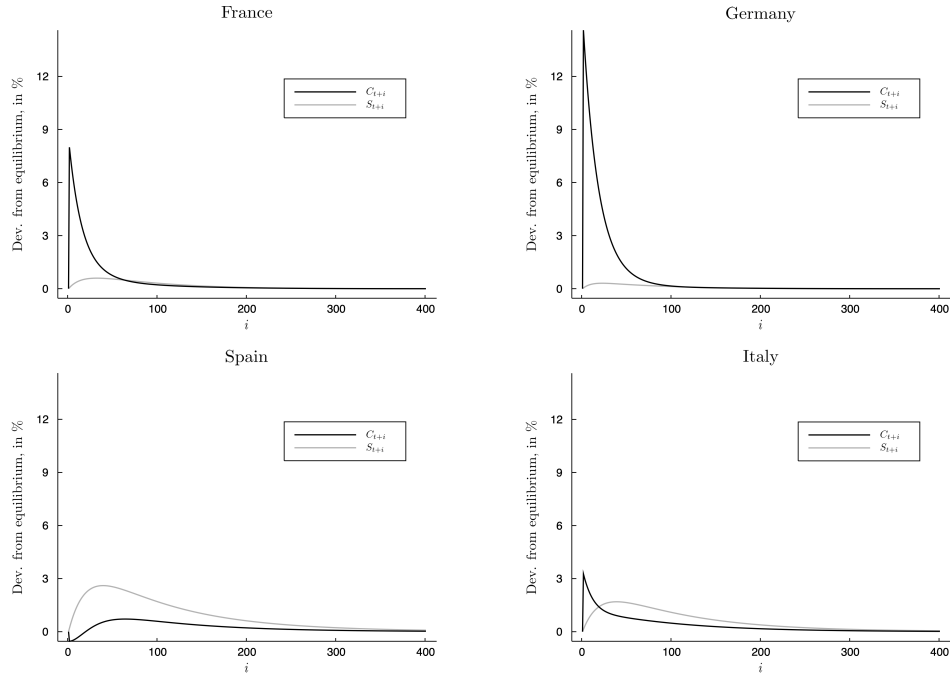 France
Dev. from equilibrium, in %
12
9
6
3
0
C_{t+i}
S_{t+i}
0 100 200 300 400
i
Germany
Dev. from equilibrium, in %
12
9
6
3
0
C_{t+i}
S_{t+i}
0 100 200 300 400
i
Spain
Dev. from equilibrium, in %
12
9
6
3
0
C_{t+i}
S_{t+i}
0 100 200 300 400
i
Italy
Dev. from equilibrium, in %
12
9
6
3
0
C_{t+i}
S_{t+i}
0 100 200 300 400
i